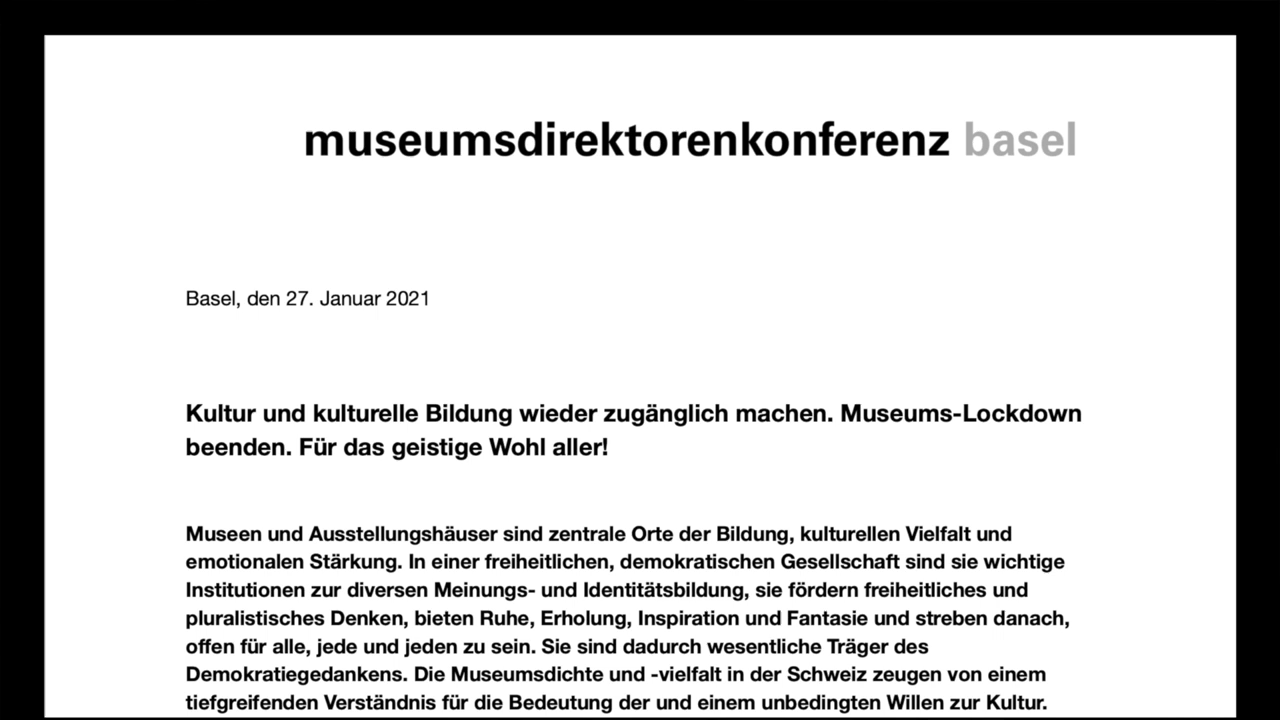 museumsdirektorenkonferenz basel
Basel, den 27. Januar 2021
Kultur und kulturelle Bildung wieder zugänglich machen. Museums-Lockdown
beenden. Für das geistige Wohl aller!
Museen und Ausstellungshäuser sind zentrale Orte der Bildung, kulturellen Vielfalt und
emotionalen Stärkung. In einer freiheitlichen, demokratischen Gesellschaft sind sie wichtige
Institutionen zur diversen Meinungs- und Identitätsbildung, sie fördern freiheitliches und
pluralistisches Denken, bieten Ruhe, Erholung, Inspiration und Fantasie und streben danach,
offen für alle, jede und jeden zu sein. Sie sind dadurch wesentliche Träger des
Demokratiegedankens. Die Museumsdichte und -vielfalt in der Schweiz zeugen von einem
tiefgreifenden Verständnis für die Bedeutung der und einem unbedingten Willen zur Kultur.